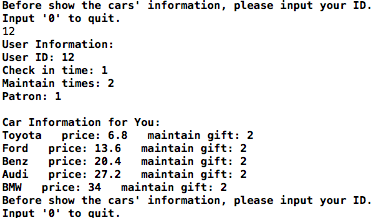 Before show the cars' information, please input your ID.
Input '0' to quit.
12
User Information:
User ID: 12
Check in time: 1
Maintain times: 2
Patron: 1

Car Information for You:
Toyota   price: 6.8   maintain gift: 2
Ford   price: 13.6   maintain gift: 2
Benz   price: 20.4   maintain gift: 2
Audi   price: 27.2   maintain gift: 2
BMW   price: 34   maintain gift: 2
Before show the cars' information, please input your ID.
Input '0' to quit.